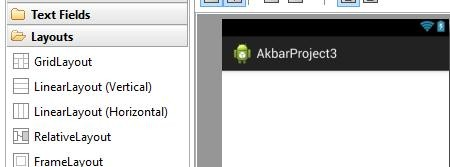 Text Fields
Layouts
GridLayout
LinearLayout (Vertical)
LinearLayout (Horizontal)
RelativeLayout
FrameLayout
AkbarProject3